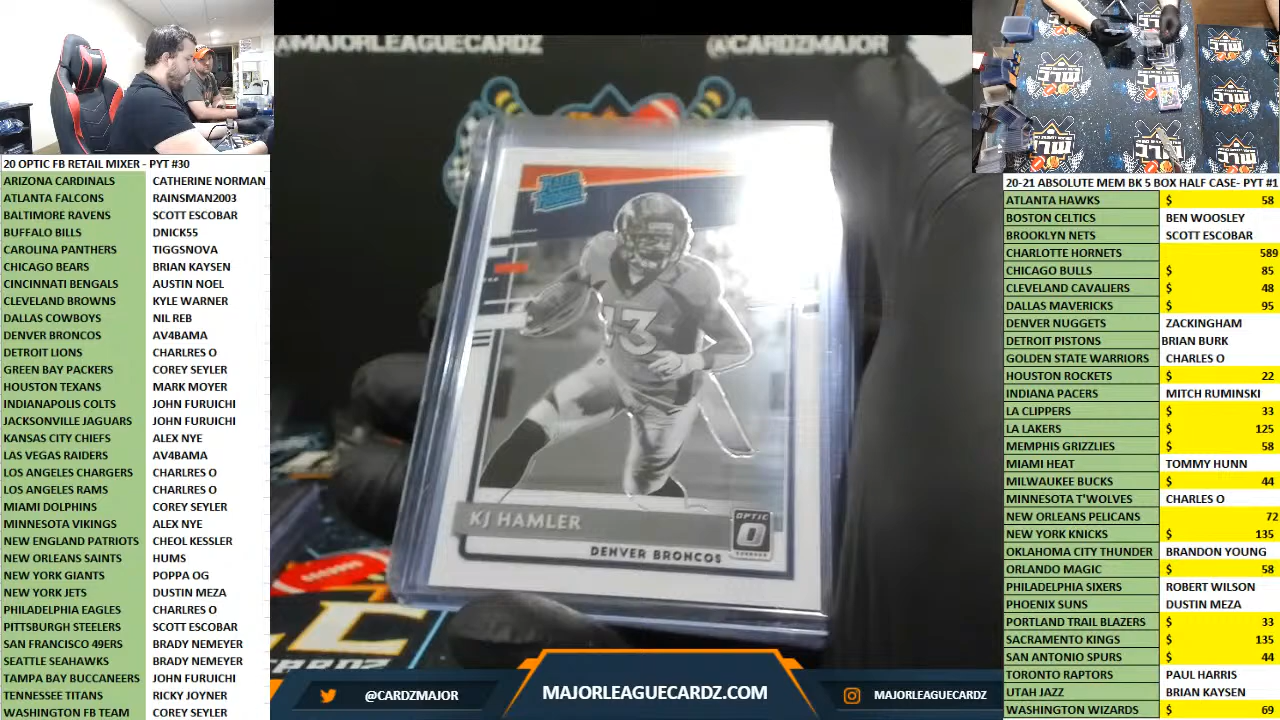 @MAJORLEAGUECARDZ
@CARDZMAJOR
20 OPTIC FB RETAIL MIXER - PYT #30
ARIZONA CARDINALS CATHERINE NORMAN
ATLANTA FALCONS RAINSMAN2003
BALTIMORE RAVENS SCOTT ESCOBAR
BUFFALO BILLS DNICK55
CAROLINA PANTHERS TIGGSNOVA
CHICAGO BEARS BRIAN KAYSEN
CINCINNATI BENGALS AUSTIN NOEL
CLEVELAND BROWNS KYLE WARNER
DALLAS COWBOYS NIL REB
DENVER BRONCOS AV4BAMA
DETROIT LIONS CHARLRES O
GREEN BAY PACKERS COREY SEYLER
HOUSTON TEXANS MARK MOYER
INDIANAPOLIS COLTS JOHN FURUICHI
JACKSONVILLE JAGUARS JOHN FURUICHI
KANSAS CITY CHIEFS ALEX NYE
LAS VEGAS RAIDERS AV4BAMA
LOS ANGELES CHARGERS CHARLRES O
LOS ANGELES RAMS CHARLRES O
MIAMI DOLPHINS COREY SEYLER
MINNESOTA VIKINGS ALEX NYE
NEW ENGLAND PATRIOTS CHEOL KESSLER
NEW ORLEANS SAINTS HUMS
NEW YORK GIANTS POPPA OG
NEW YORK JETS DUSTIN MEZA
PHILADELPHIA EAGLES CHARLRES O
PITTSBURGH STEELERS SCOTT ESCOBAR
SAN FRANCISCO 49ERS BRADY NEMEYER
SEATTLE SEAHAWKS BRADY NEMEYER
TAMPA BAY BUCCANEERS JOHN FURUICHI
TENNESSEE TITANS RICKY JOYNER
WASHINGTON FB TEAM COREY SEYLER
RATED
ROOKIE
13
KJ HAMLER
OPTIC
DENVER BRONCOS
@CARDZMAJOR
MAJORLEAGUECARDZ.COM
MAJORLEAGUECARDZ
20-21 ABSOLUTE MEM BK 5 BOX HALF CASE- PYT #1
ATLANTA HAWKS $ 58
BOSTON CELTICS BEN WOOSLEY
BROOKLYN NETS SCOTT ESCOBAR
CHARLOTTE HORNETS 589
CHICAGO BULLS $ 85
CLEVELAND CAVALIERS $ 48
DALLAS MAVERICKS $ 95
DENVER NUGGETS ZACKINGHAM
DETROIT PISTONS BRIAN BURK
GOLDEN STATE WARRIORS CHARLES O
HOUSTON ROCKETS $ 22
INDIANA PACERS MITCH RUMINSKI
LA CLIPPERS $ 33
LA LAKERS $ 125
MEMPHIS GRIZZLIES $ 58
MIAMI HEAT TOMMY HUNN
MILWAUKEE BUCKS $ 44
MINNESOTA T'WOLVES CHARLES O
NEW ORLEANS PELICANS 72
NEW YORK KNICKS $ 135
OKLAHOMA CITY THUNDER BRANDON YOUNG
ORLANDO MAGIC $ 58
PHILADELPHIA SIXERS ROBERT WILSON
PHOENIX SUNS DUSTIN MEZA
PORTLAND TRAIL BLAZERS $ 33
SACRAMENTO KINGS $ 135
SAN ANTONIO SPURS $ 44
TORONTO RAPTORS PAUL HARRIS
UTAH JAZZ BRIAN KAYSEN
WASHINGTON WIZARDS $ 69